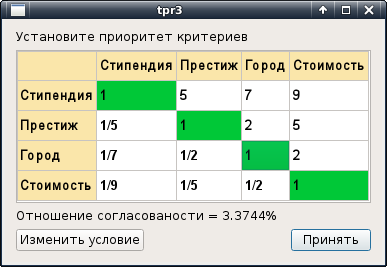 tpr3
Установите приоритет критериев
Стипендия Престиж Город Стоимость
Стипендия 1 5 7 9
Престиж 1/5 1 2 5
Город 1/7 1/2 1 2
Стоимость 1/9 1/5 1/2 1
Отношение согласованости = 3.3744%
Изменить условие Принять